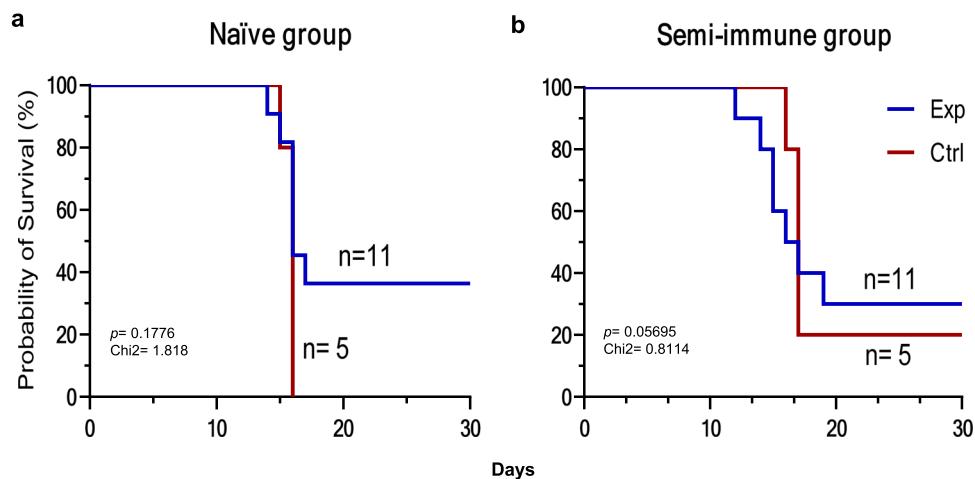 a
Naïve group
b
Semi-immune group
Probability of Survival (%)
100
80
60
40
20
0
n=11
n= 5
p= 0.1776
Chi2= 1.818
0
10
20
30
100
80
60
40
20
0
Exp
Ctrl
n=11
n= 5
p= 0.05695
Chi2= 0.8114
0
10
20
30
Days